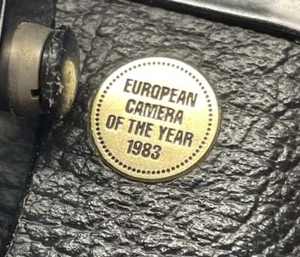 EUROPEAN
CAMERA
OF THE YEAR
1983